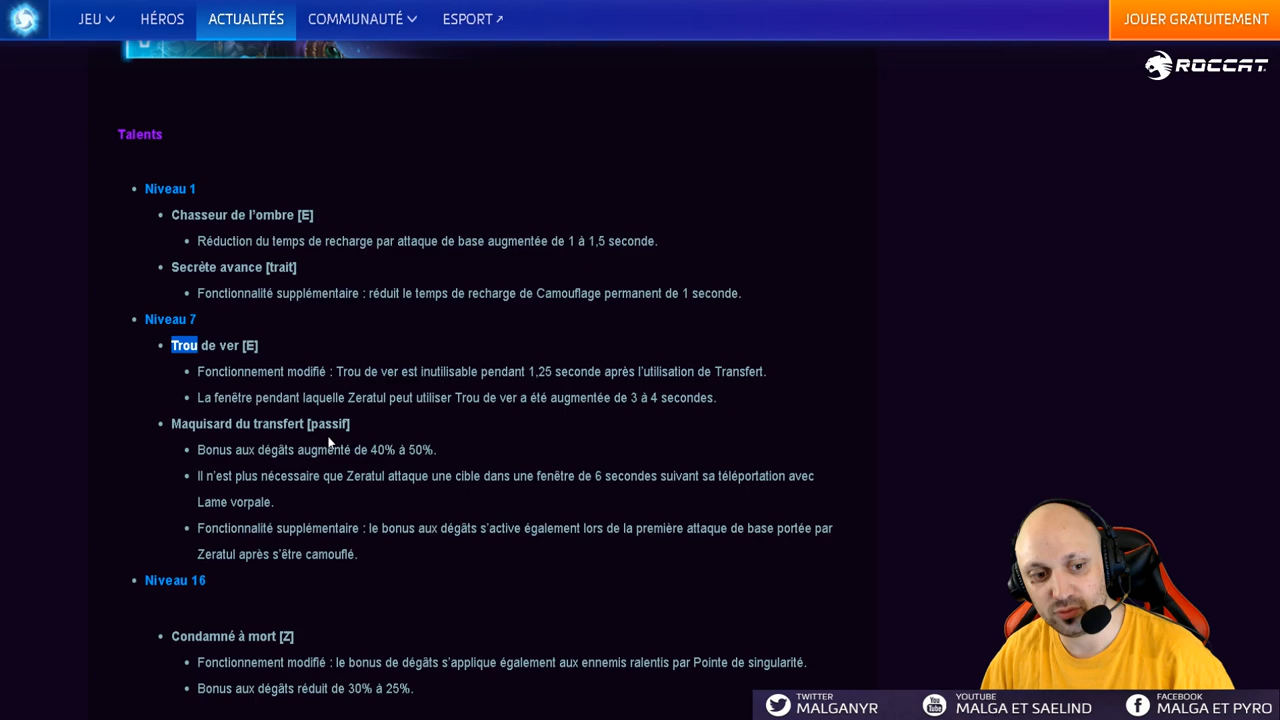 JEU HÉROS ACTUALITÉS COMMUNAUTÉ ESPORT JOUER GRATUITEMENT
ROCCAT
Talents
Niveau 1
Chasseur de l'ombre [E]
Réduction du temps de recharge par attaque de base augmentée de 1 à 1,5 seconde.
Secrète avance [trait]
Fonctionnalité supplémentaire : réduit le temps de recharge de Camouflage permanent de 1 seconde.
Niveau 7
Trou de ver [E]
Fonctionnement modifié : Trou de ver est inutilisable pendant 1,25 seconde après l'utilisation de Transfert.
La fenêtre pendant laquelle Zeratul peut utiliser Trou de ver a été augmentée de 3 à 4 secondes.
Maquisard du transfert [passif]
Bonus aux dégâts augmenté de 40% à 50%.
Il n'est plus nécessaire que Zeratul attaque une cible dans une fenêtre de 6 secondes suivant sa téléportation avec
Lame vorpale.
Fonctionnalité supplémentaire : le bonus aux dégâts s'active également lors de la première attaque de base portée par
Zeratul après s'être camouflé.
Niveau 16
Condamné à mort [Z]
Fonctionnement modifié : le bonus de dégâts s'applique également aux ennemis ralentis par Pointe de singularité.
Bonus aux dégâts réduit de 30% à 25%.
TWITTER
MALGANYR
YOUTUBE
MALGA ET SAELIND
FACEBOOK
MALGA ET PYRO